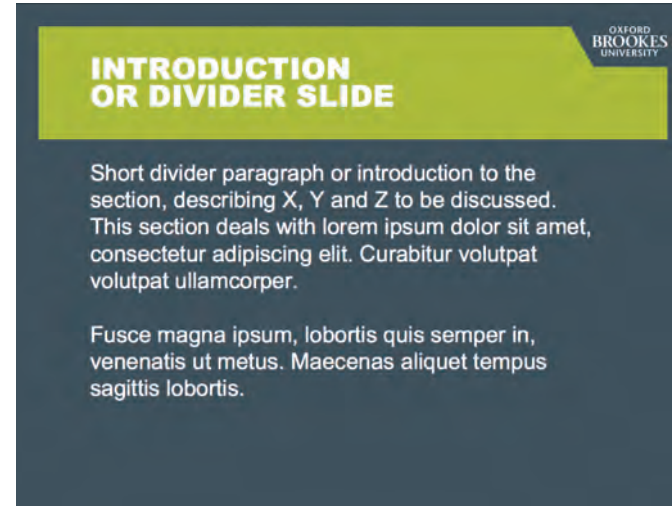 OXFORD
BROOKES
UNIVERSITY
INTRODUCTION
OR DIVIDER SLIDE
Short divider paragraph or introduction to the
section, describing X, Y and Z to be discussed.
This section deals with lorem ipsum dolor sit amet,
consectetur adipiscing elit. Curabitur volutpat
volutpat ullamcorper.
Fusce magna ipsum, lobortis quis semper in,
venenatis ut metus. Maecenas aliquet tempus
sagittis lobortis.